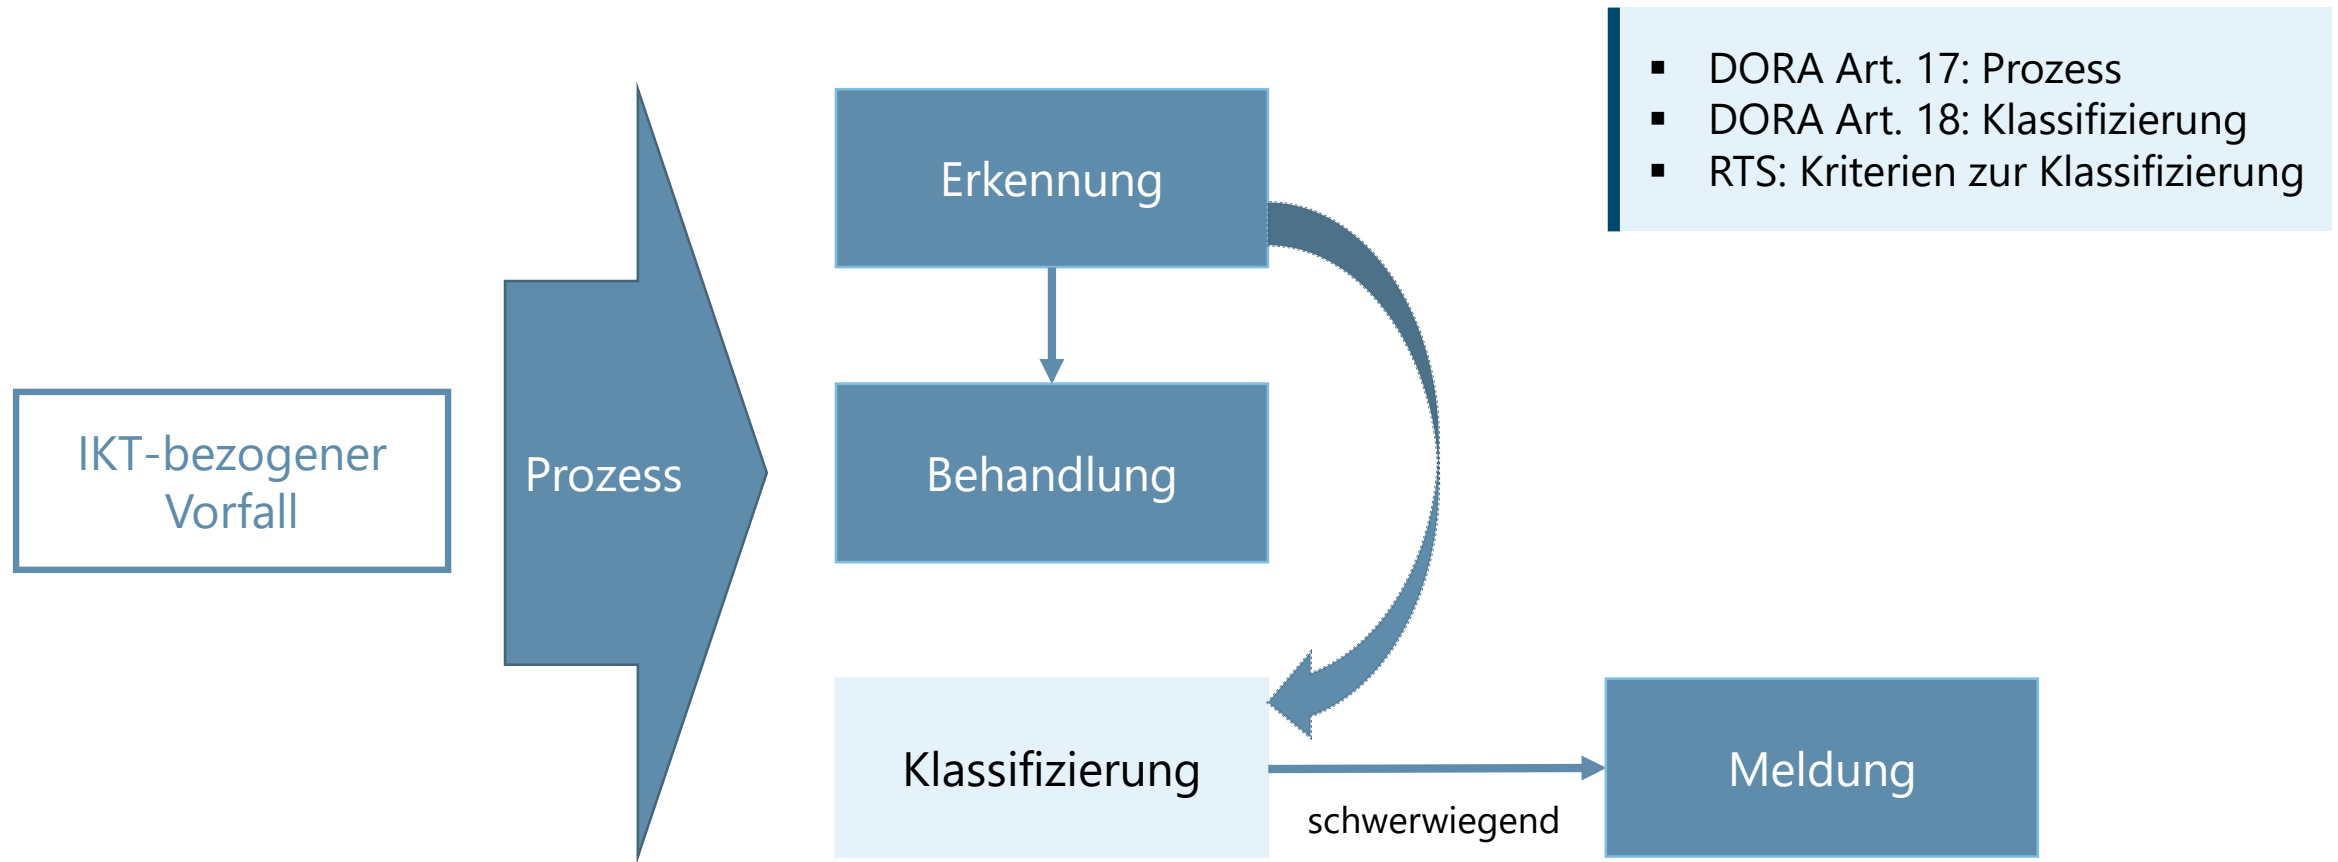 ▪ DORA Art. 17: Prozess
▪ DORA Art. 18: Klassifizierung
▪ RTS: Kriterien zur Klassifizierung
IKT-bezogener
Vorfall
Prozess
Erkennung
Behandlung
Klassifizierung
schwerwiegend
Meldung